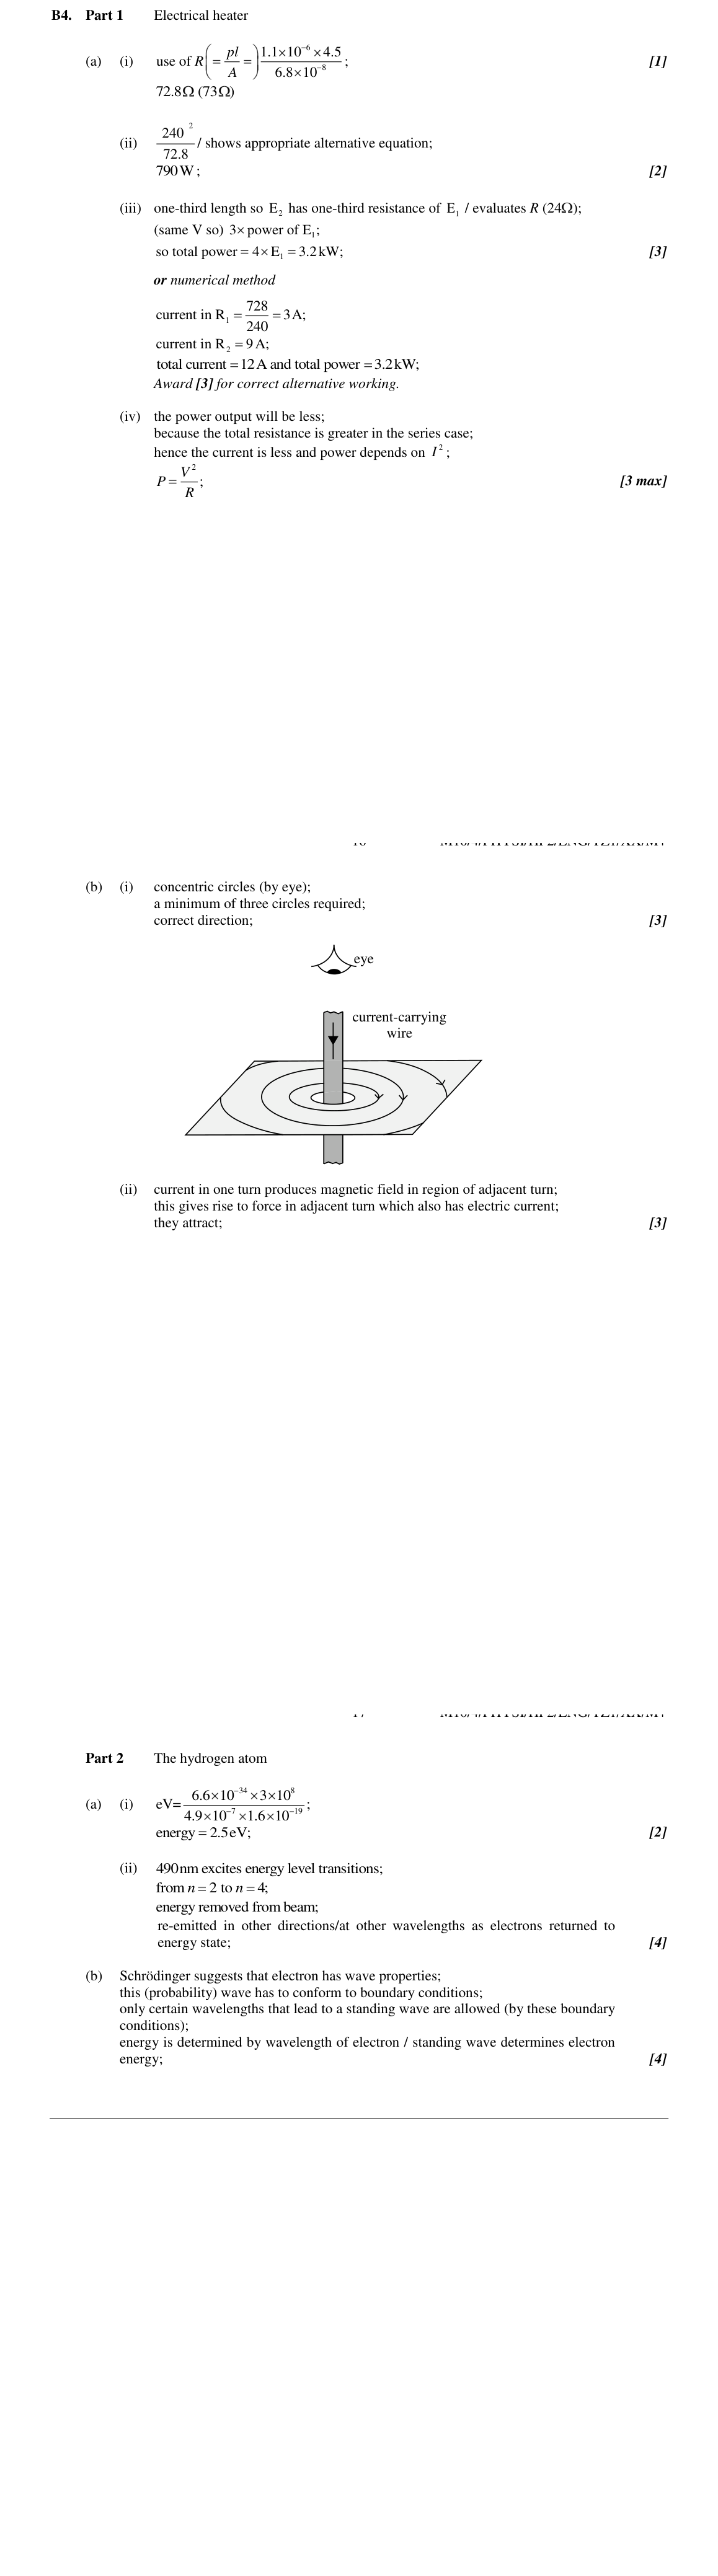 B4. Part 1 Electrical heater
(a) (i) use of R(= pl/A =) 1.1×10⁻⁶×4.5/6.8×10⁻⁸ ; [1]
72.8Ω (73Ω)
(ii) 240²/72.8 / shows appropriate alternative equation;
790 W ; [2]
(iii) one-third length so E₂ has one-third resistance of E₁ / evaluates R (24Ω);
(same V so) 3× power of E₁;
so total power = 4× E₁ = 3.2 kW; [3]
or numerical method
current in R₁ = 728/240 = 3 A;
current in R₂ = 9 A;
total current = 12 A and total power = 3.2 kW;
Award [3] for correct alternative working.
(iv) the power output will be less;
because the total resistance is greater in the series case;
hence the current is less and power depends on I² ;
P = V²/R ; [3 max]
(b) (i) concentric circles (by eye);
a minimum of three circles required;
correct direction; [3]
eye
current-carrying
wire
(ii) current in one turn produces magnetic field in region of adjacent turn;
this gives rise to force in adjacent turn which also has electric current;
they attract; [3]
Part 2 The hydrogen atom
(a) (i) eV= 6.6×10⁻³⁴×3×10⁸/4.9×10⁻⁷×1.6×10⁻¹⁹ ;
energy = 2.5 eV; [2]
(ii) 490 nm excites energy level transitions;
from n = 2 to n = 4;
energy removed from beam;
re-emitted in other directions/at other wavelengths as electrons returned to
energy state; [4]
(b) Schrödinger suggests that electron has wave properties;
this (probability) wave has to conform to boundary conditions;
only certain wavelengths that lead to a standing wave are allowed (by these boundary
conditions);
energy is determined by wavelength of electron / standing wave determines electron
energy; [4]